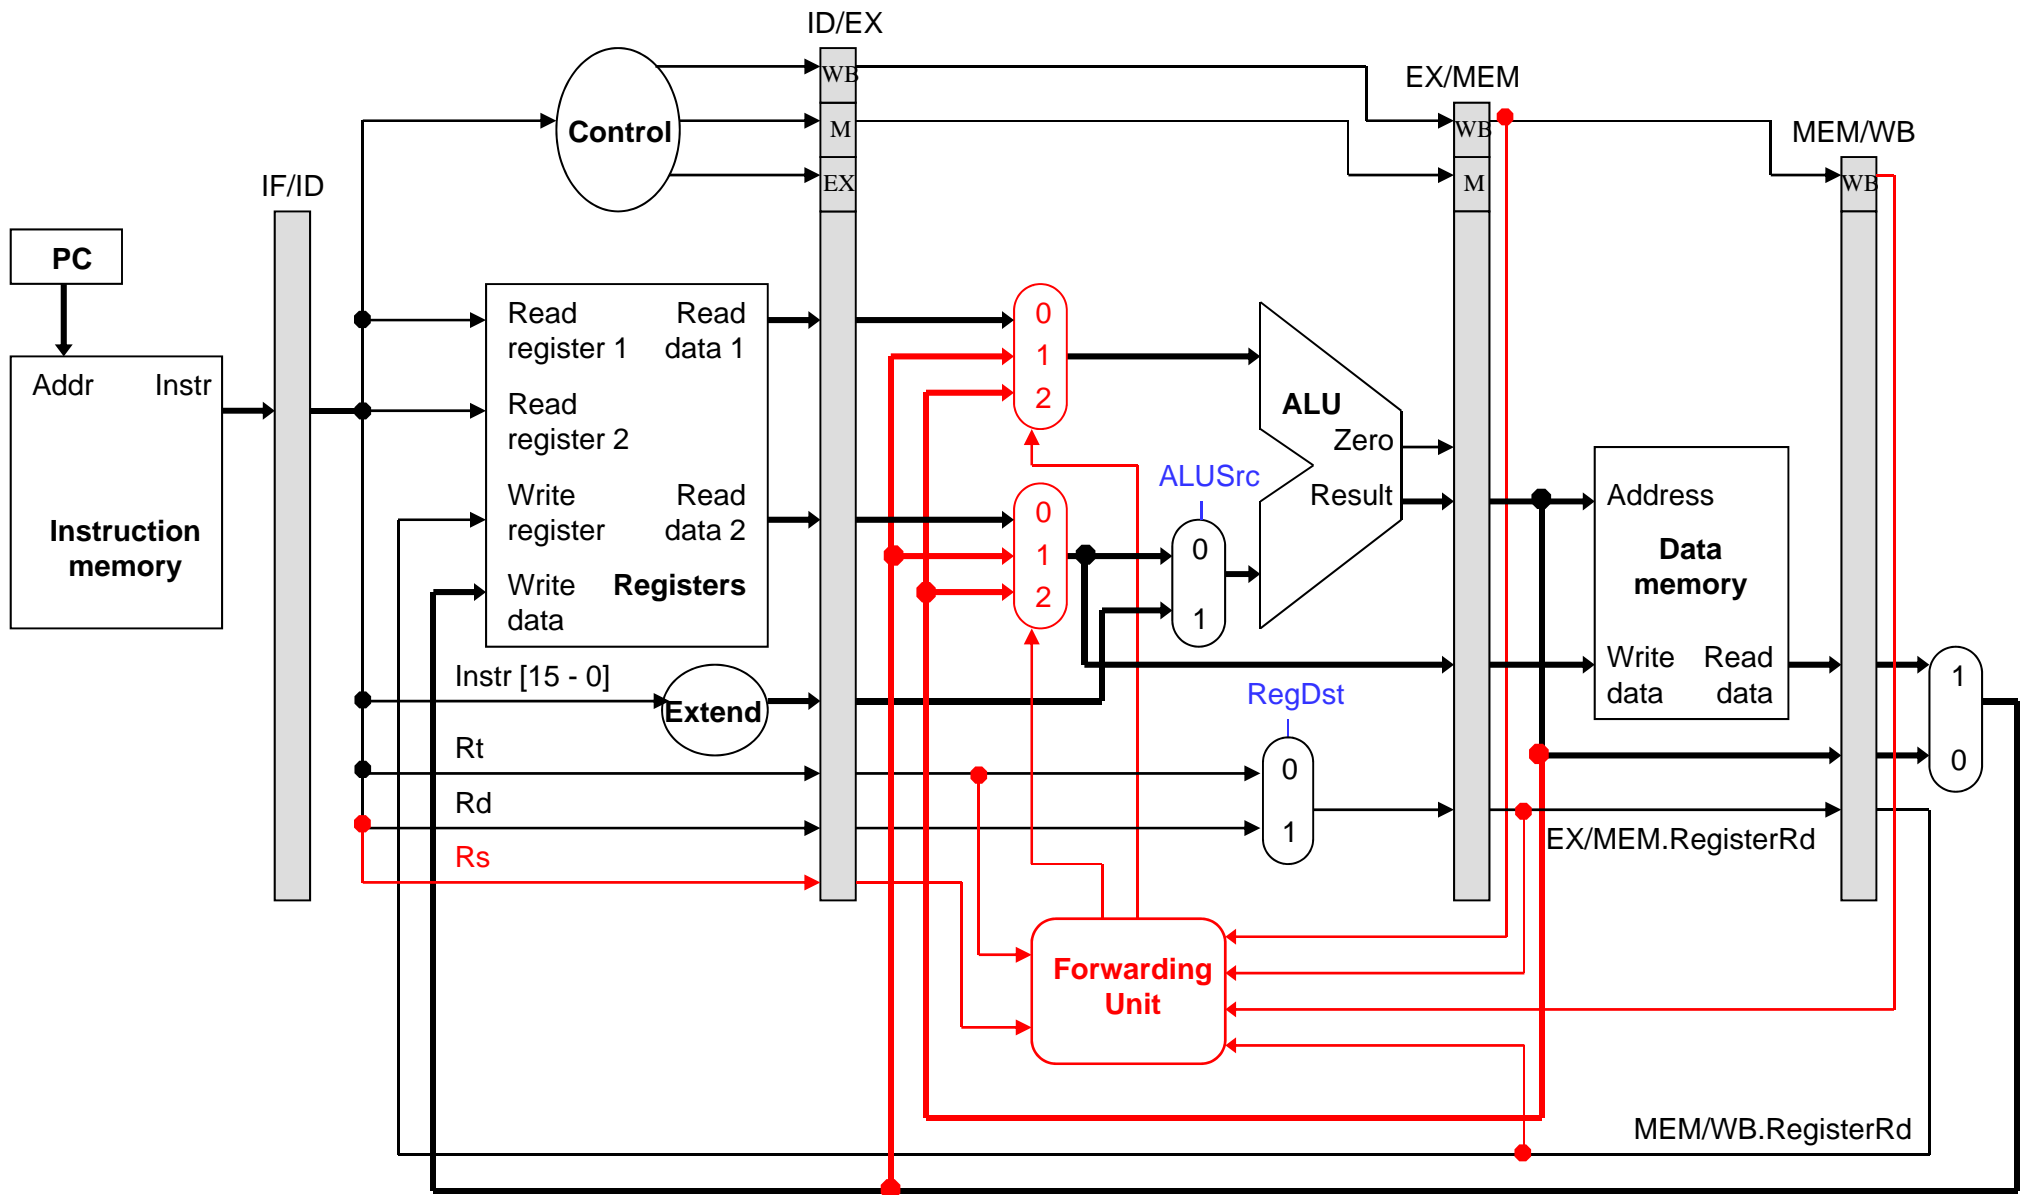 ID/EX
EX/MEM
MEM/WB
IF/ID
WB
M
EX
WB
M
WB
Control
PC
Addr Instr
Instruction
memory
Read
register 1
Read
data 1
Read
register 2
Write
register
Read
data 2
Write
data
Registers
Instr [15 - 0]
Extend
Rt
Rd
Rs
0
1
2
0
1
2
ALUSrc
0
1
ALU
Zero
Result
RegDst
0
1
Address
Data
memory
Write
data
Read
data
1
0
EX/MEM.RegisterRd
Forwarding
Unit
MEM/WB.RegisterRd